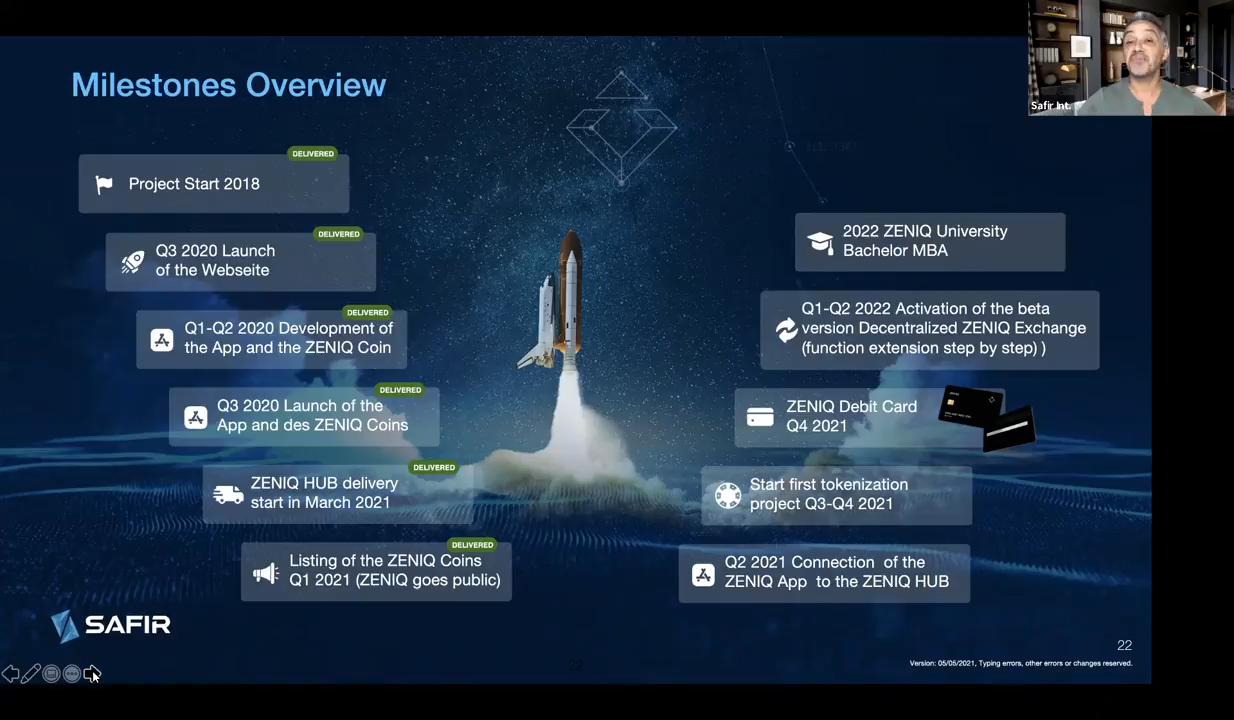 Milestones Overview
Safir Int.
DELIVERED
Project Start 2018
DELIVERED
Q3 2020 Launch
of the Webseite
DELIVERED
Q1-Q2 2020 Development of
the App and the ZENIQ Coin
DELIVERED
Q3 2020 Launch of the
App and des ZENIQ Coins
DELIVERED
ZENIQ HUB delivery
start in March 2021
DELIVERED
Listing of the ZENIQ Coins
Q1 2021 (ZENIQ goes public)
2022 ZENIQ University
Bachelor MBA
Q1-Q2 2022 Activation of the beta
version Decentralized ZENIQ Exchange
(function extension step by step) )
ZENIQ Debit Card
Q4 2021
Start first tokenization
project Q3-Q4 2021
Q2 2021 Connection of the
ZENIQ App to the ZENIQ HUB
SAFIR
22
22
Version: 05/05/2021, Typing errors, other errors or changes reserved.